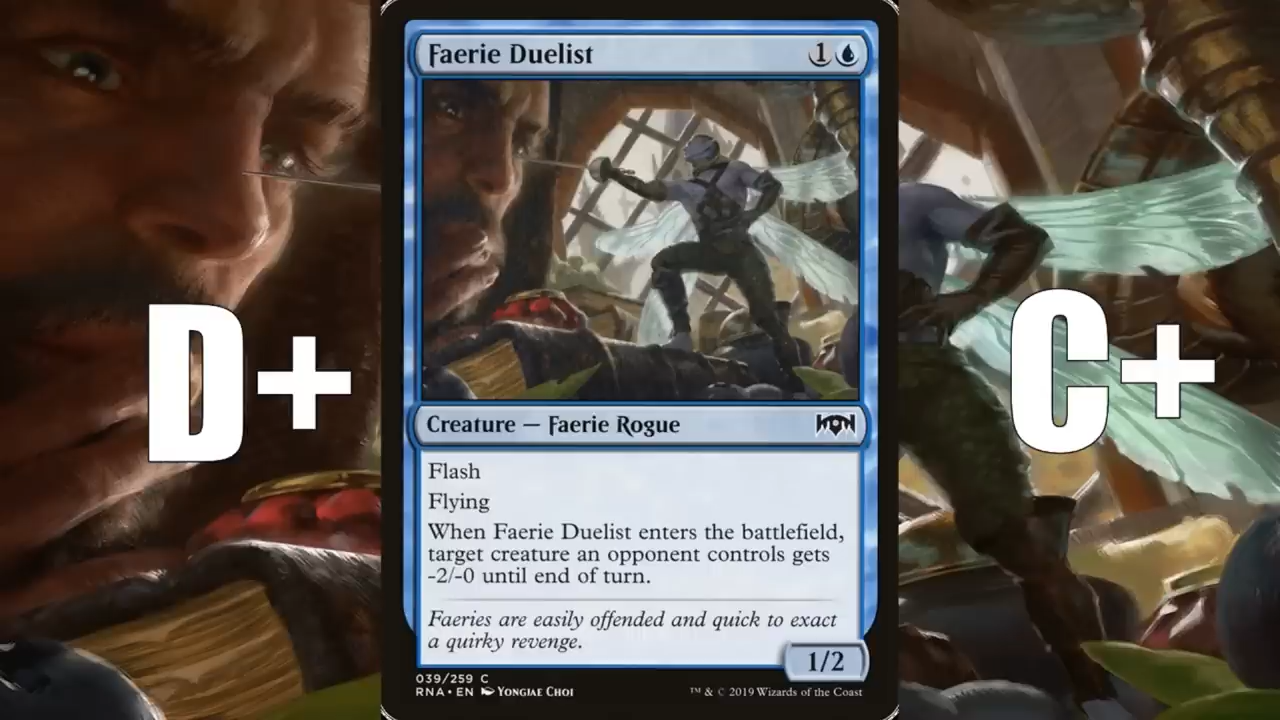 Faerie Duelist 1
D+
C+
Creature — Faerie Rogue
Flash
Flying
When Faerie Duelist enters the battlefield,
target creature an opponent controls gets
-2/-0 until end of turn.
Faeries are easily offended and quick to exact
a quirky revenge.
1/2
039/259 C
RNA • EN Yongjae Choi
™ & © 2019 Wizards of the Coast